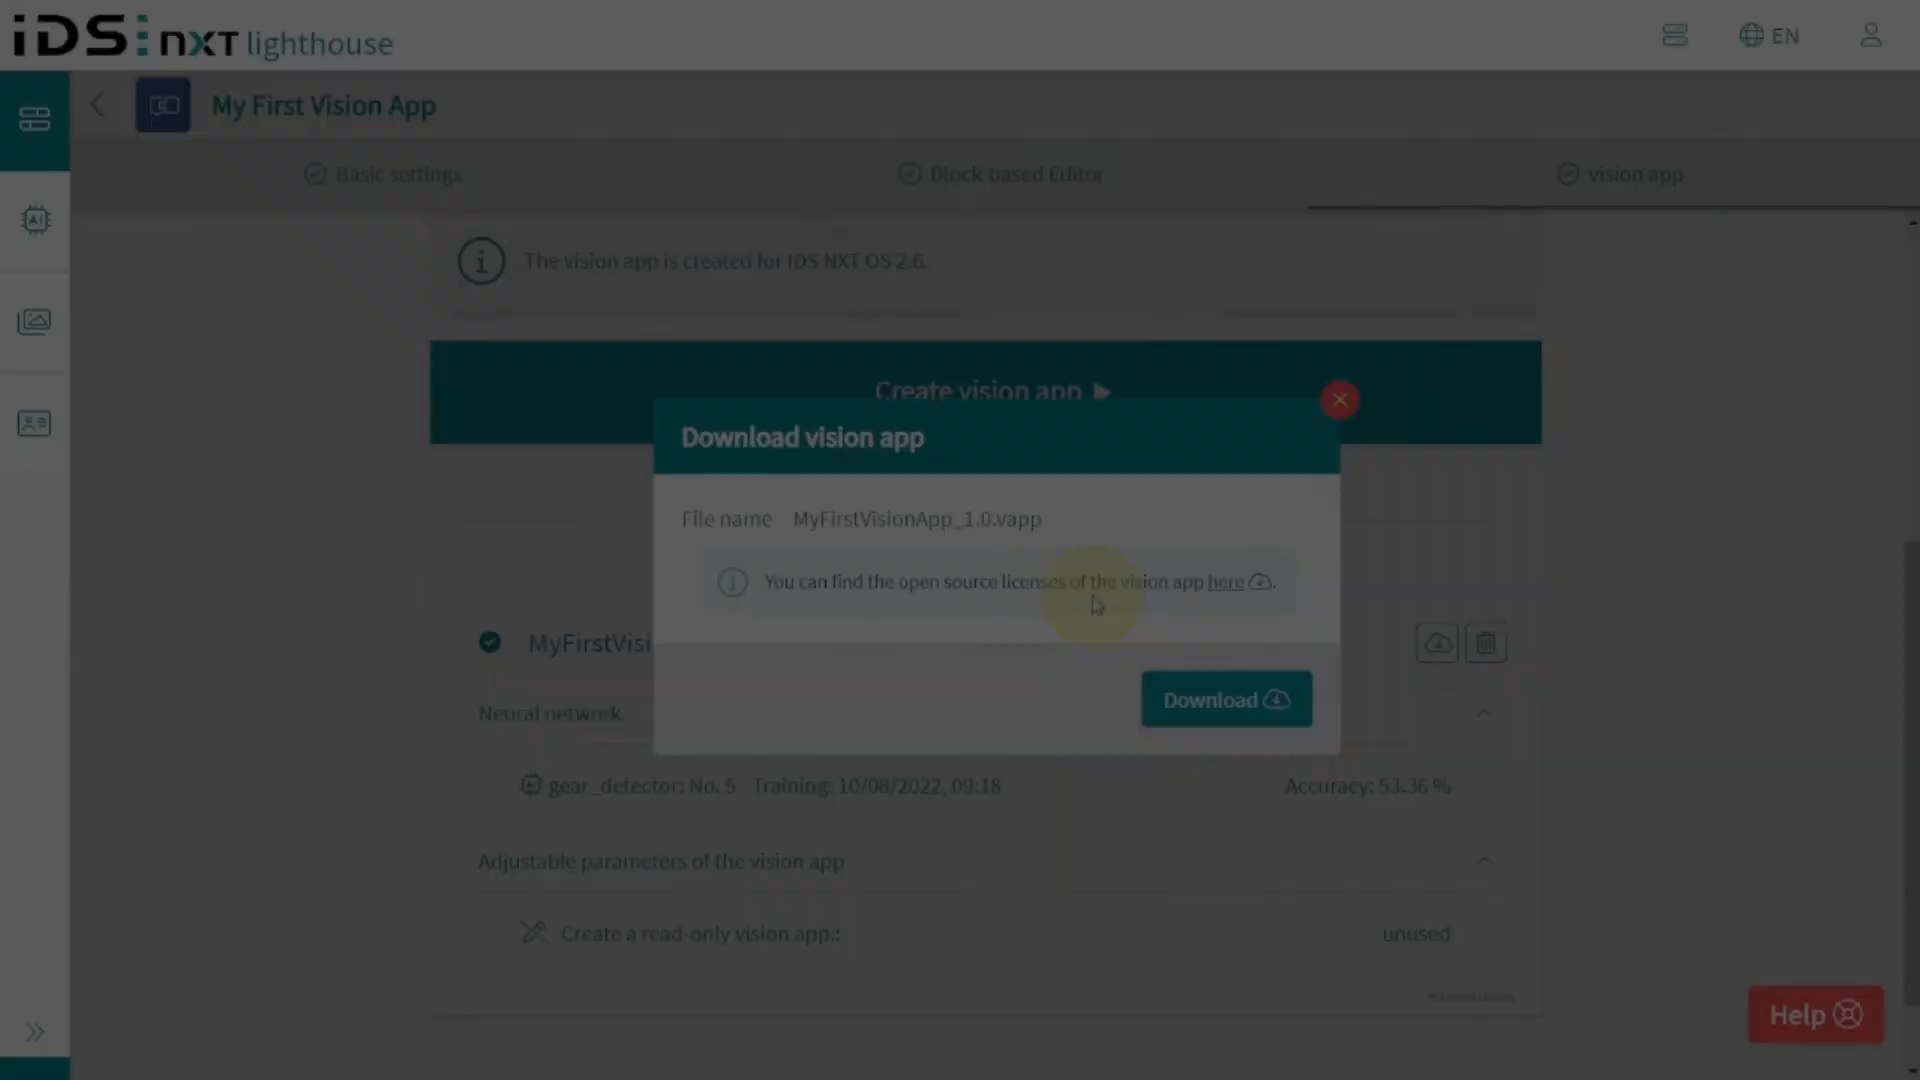 iDS:nxt lighthouse
EN
My First Vision App
Basic settings
Block based Editor
vision app
The vision app is created for IDS NXT OS 2.6.
Create vision app
Download vision app
File name MyFirstVisionApp_1.0.vapp
You can find the open source licenses of the vision app here.
MyFirstVisi
Download
Neural network
gear_detector: No. 5 Training: 10/08/2022, 09:18 Accuracy: 53.36 %
Adjustable parameters of the vision app
Create a read-only vision app.: unused
Help